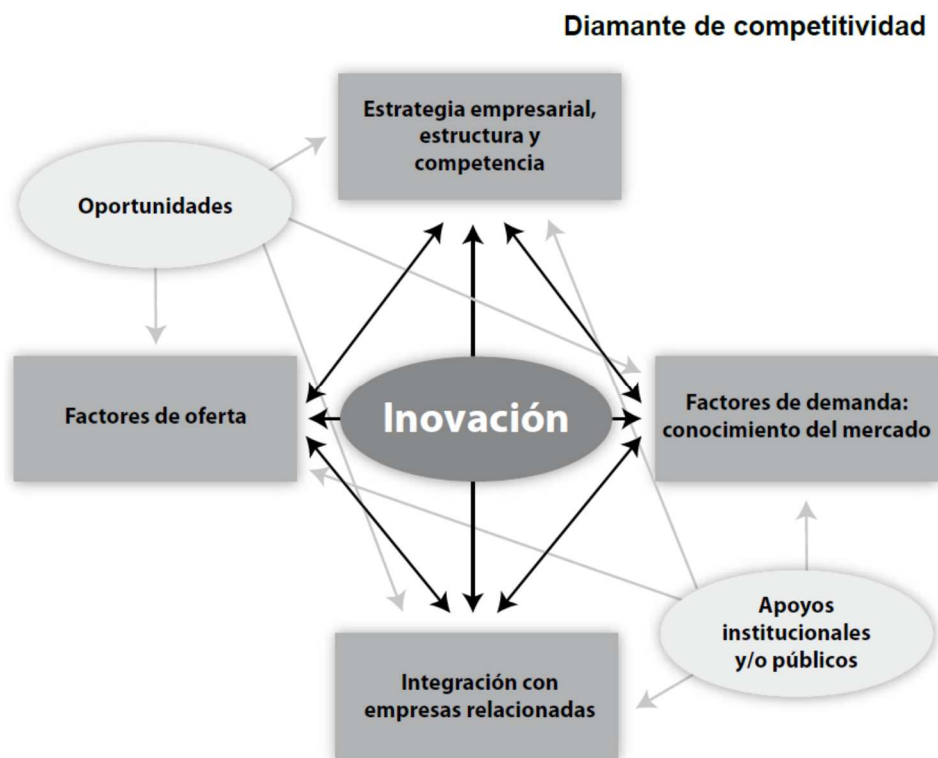 Diamante de competitividad
Estrategia empresarial,
estructura y
competencia
Oportunidades
Factores de oferta
Inovación
Factores de demanda:
conocimiento del mercado
Apoyos
institucionales
y/o públicos
Integración con
empresas relacionadas